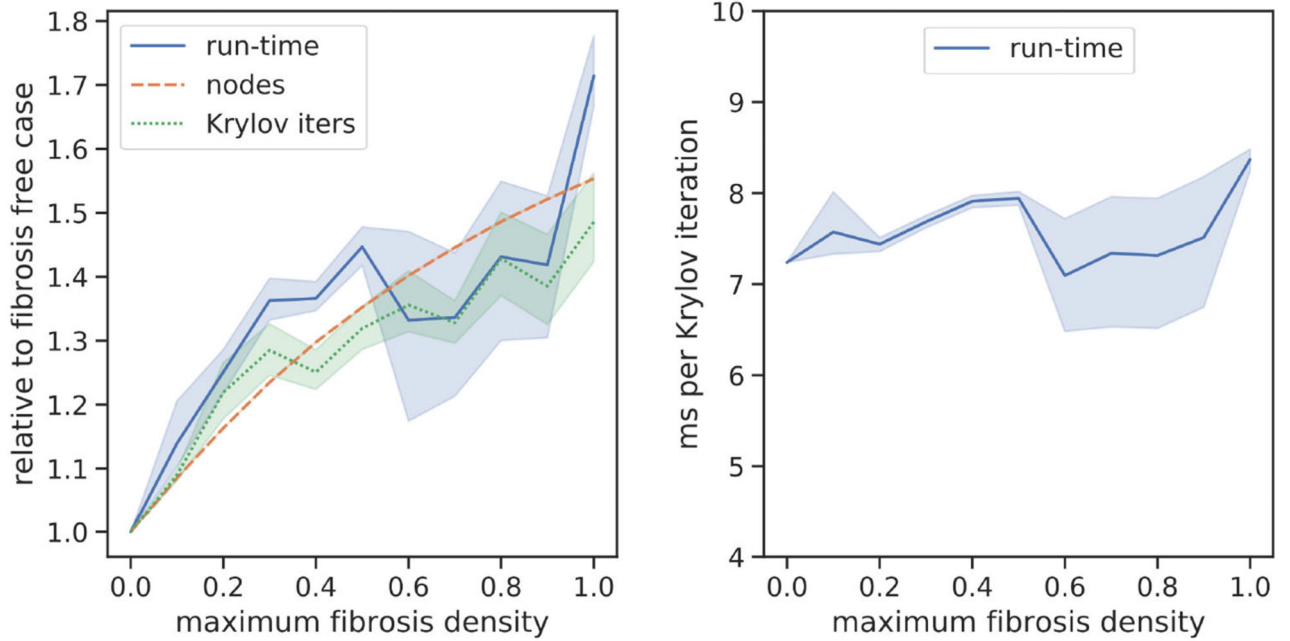 1.8
1.7
1.6
1.5
1.4
1.3
1.2
1.1
1.0
relative to fibrosis free case
run-time
nodes
Krylov iters
0.0 0.2 0.4 0.6 0.8 1.0
maximum fibrosis density
10
9
8
7
6
5
4
ms per Krylov iteration
run-time
0.0 0.2 0.4 0.6 0.8 1.0
maximum fibrosis density